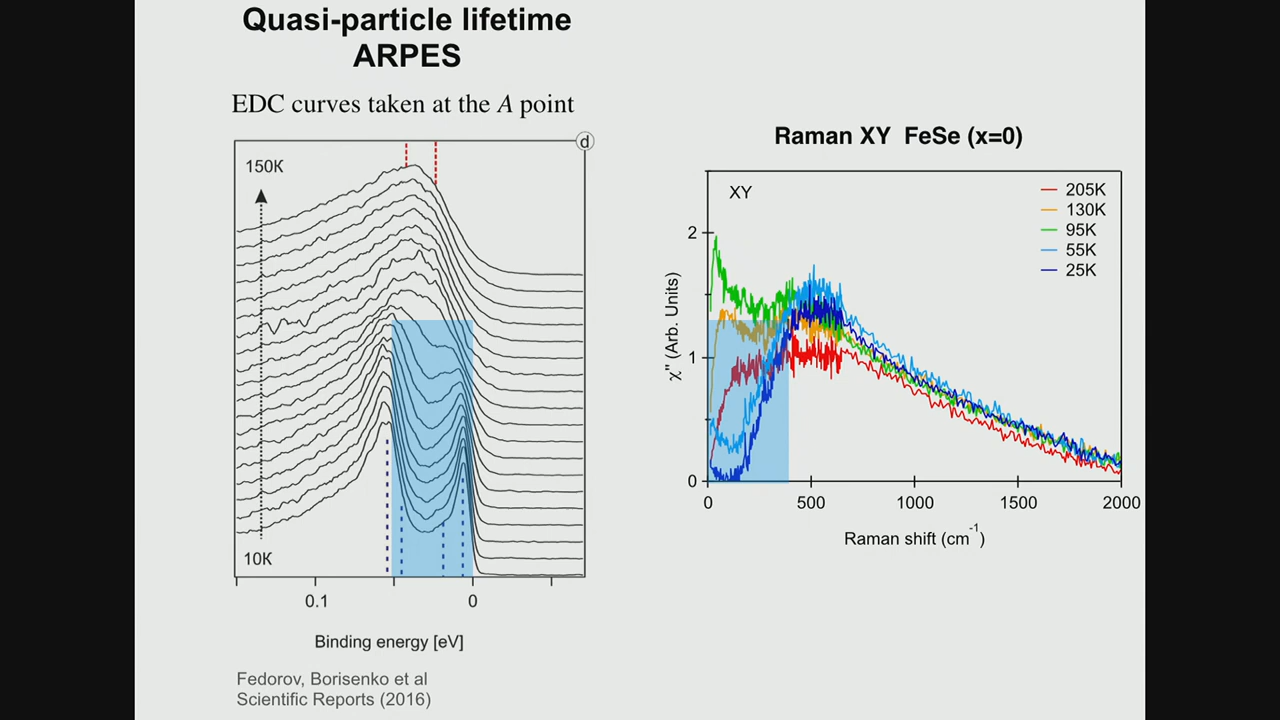 Quasi-particle lifetime
ARPES
EDC curves taken at the A point
d
150K
10K
0.1
0
Binding energy [eV]
Fedorov, Borisenko et al
Scientific Reports (2016)
Raman XY FeSe (x=0)
XY
205K
130K
95K
55K
25K
2
1
0
χ'' (Arb. Units)
0
500
1000
1500
2000
Raman shift (cm-1)